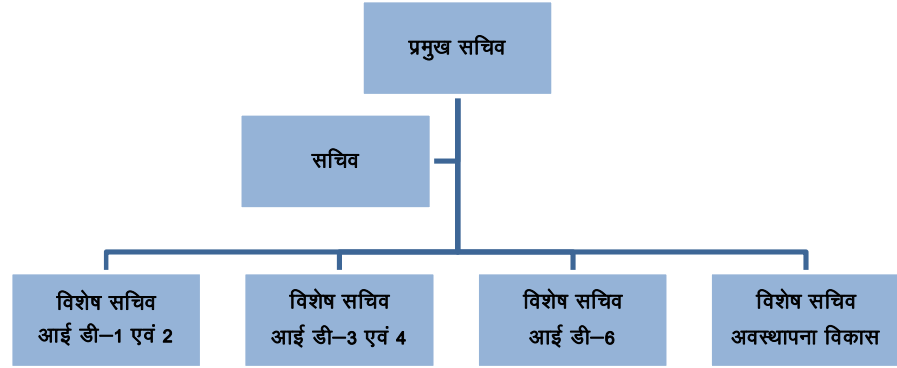 प्रमुख सचिव
सचिव
विशेष सचिव
आई डी–1 एवं 2
विशेष सचिव
आई डी–3 एवं 4
विशेष सचिव
आई डी–6
विशेष सचिव
अवस्थापना विकास